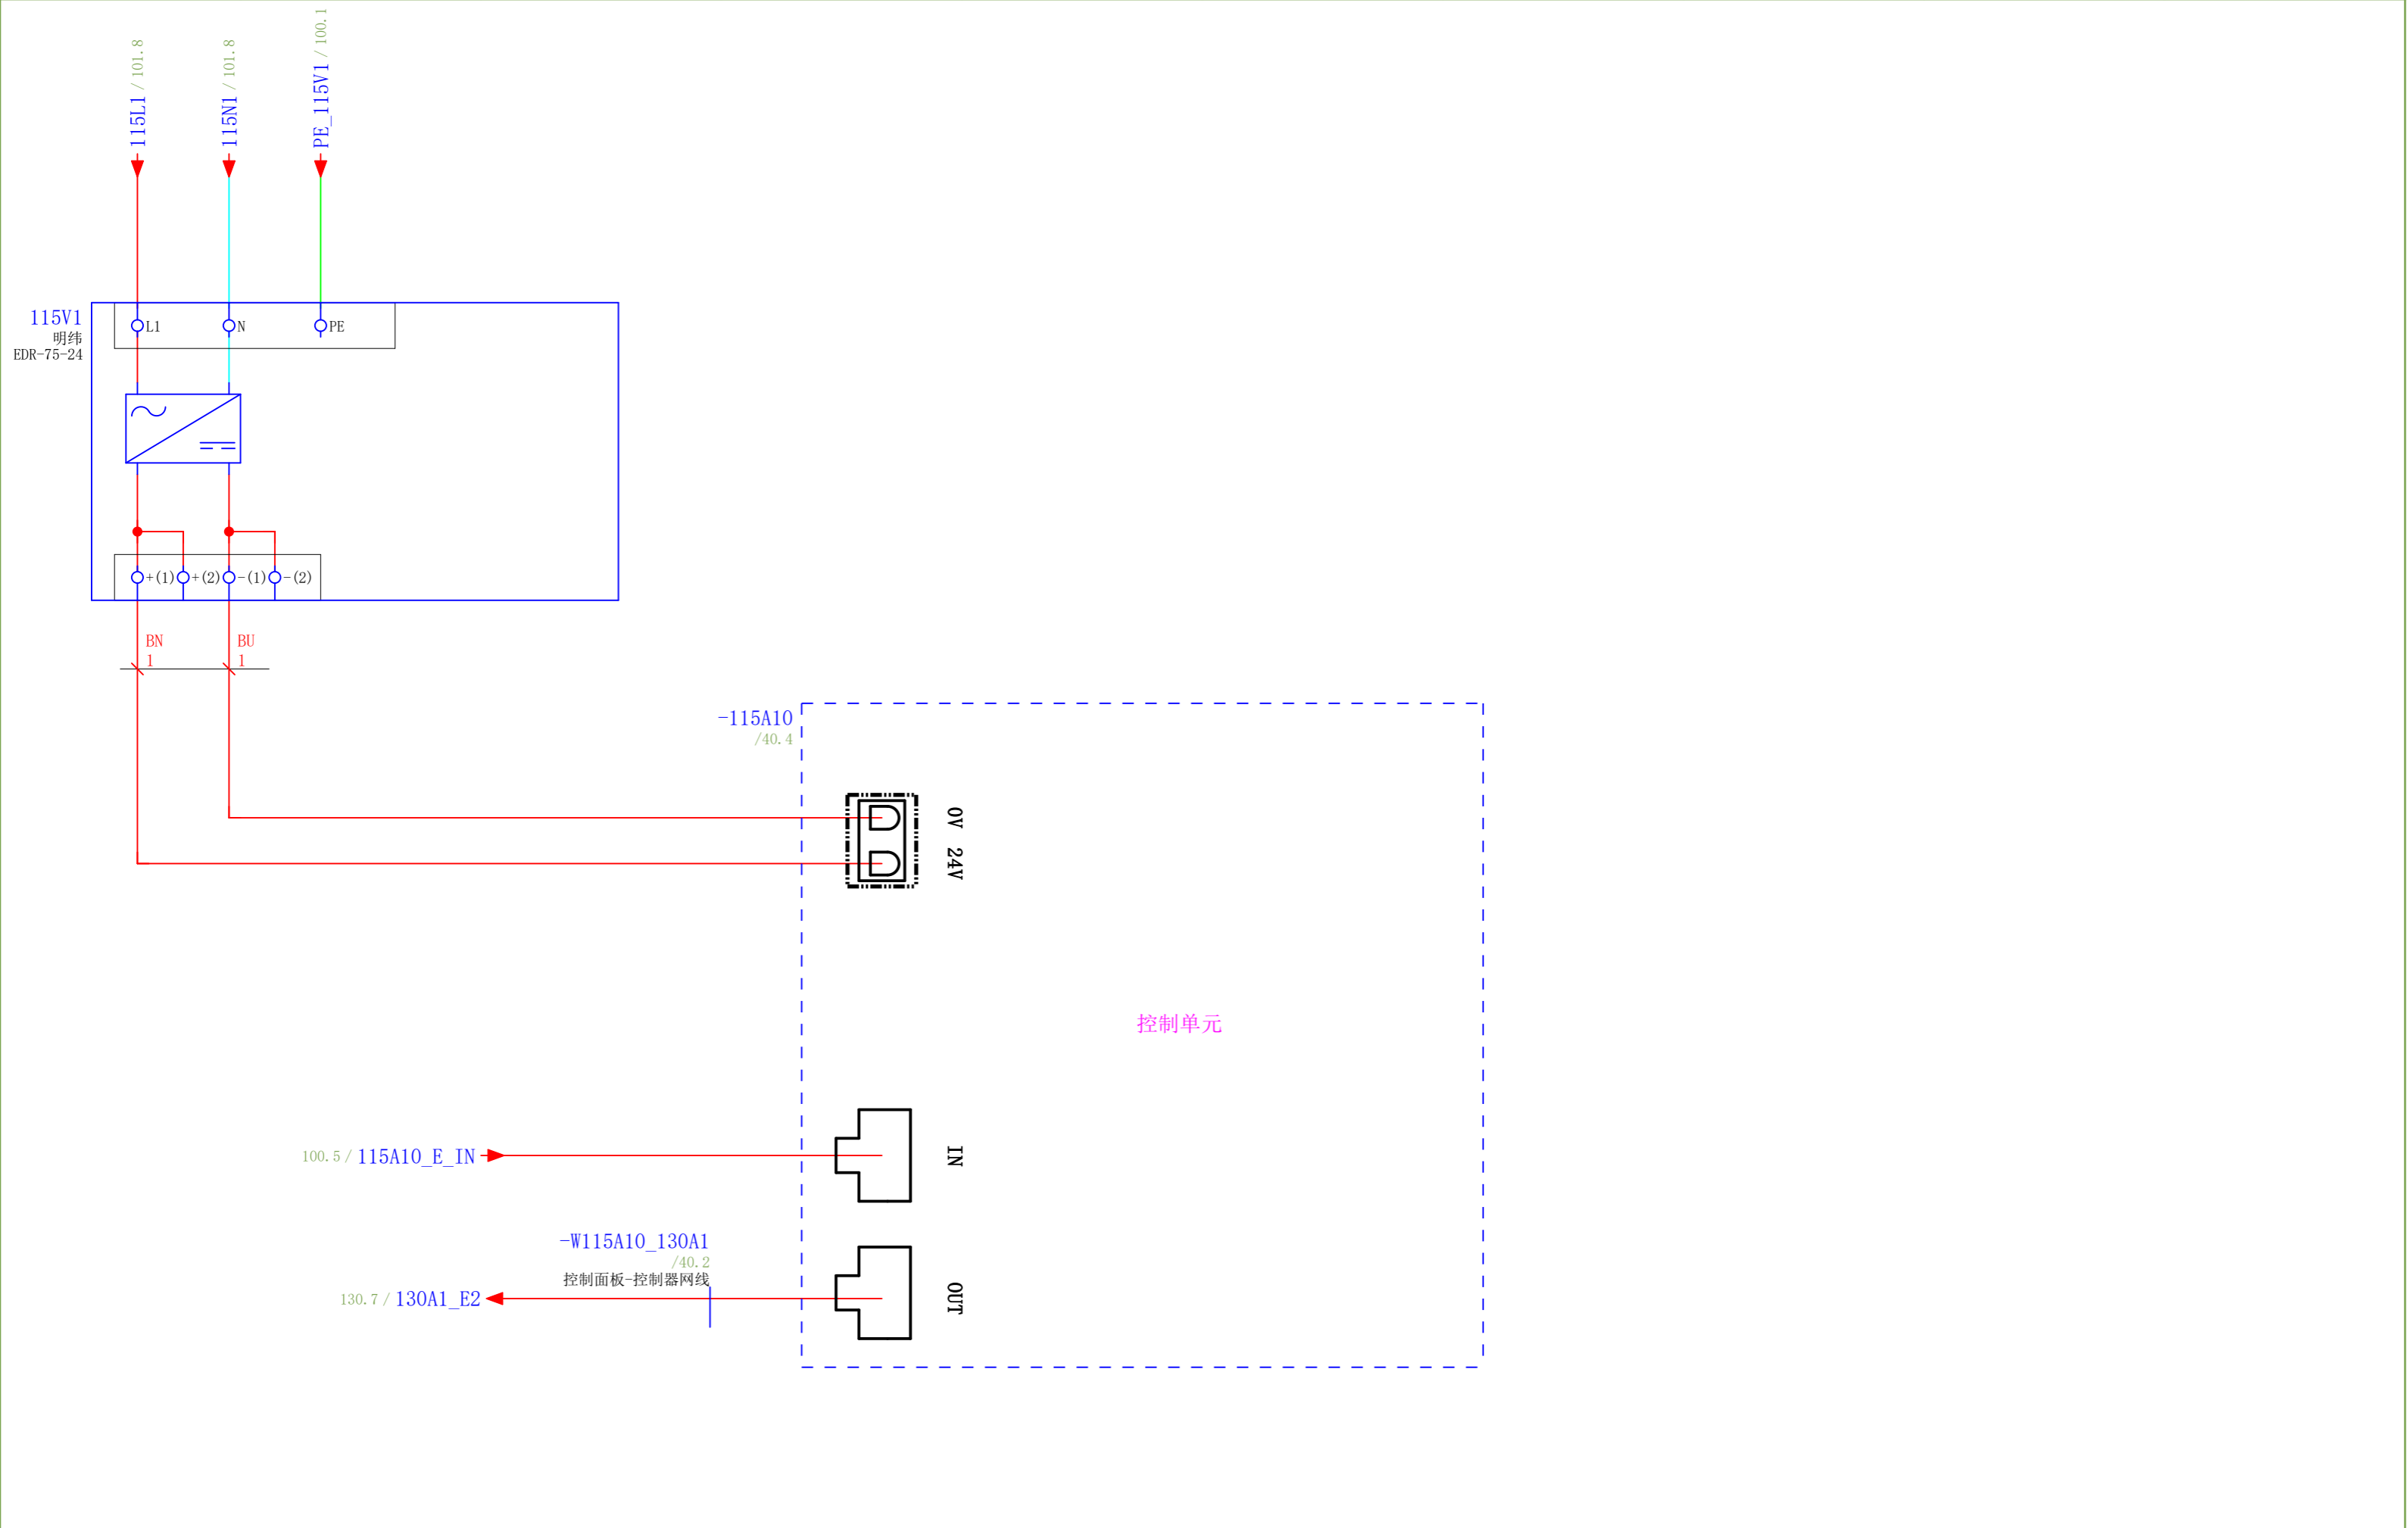 115L1 / 101.8
115N1 / 101.8
PE_115V1 / 100.1
115V1
明纬
EDR-75-24
L1
N
PE
+(1)
+(2)
-(1)
-(2)
BN
1
BU
1
-115A10
/40.4
0V
24V
控制单元
100.5 / 115A10_E_IN
IN
-W115A10_130A1
/40.2
控制面板-控制器网线
130.7 / 130A1_E2
OUT